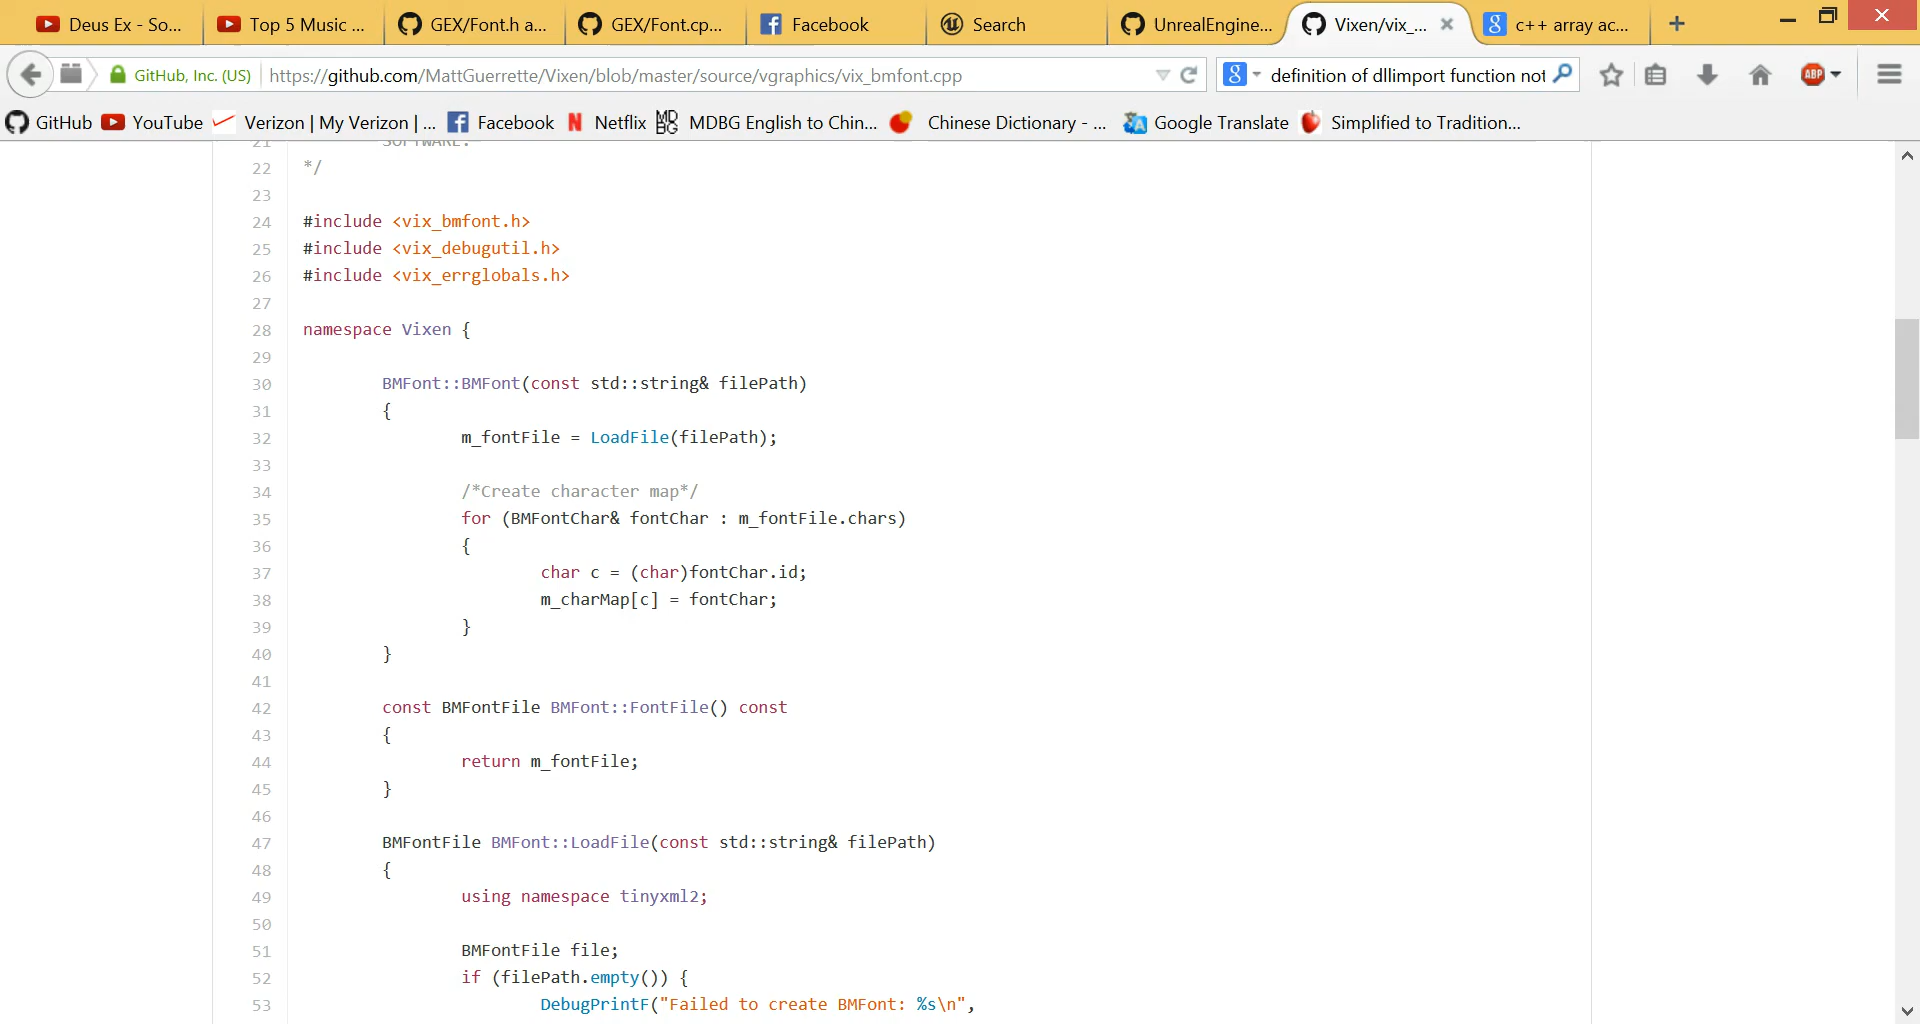 Deus Ex - So...
Top 5 Music ...
GEX/Font.h a...
GEX/Font.cp...
Facebook
Search
UnrealEngine...
Vixen/vix_...
c++ array ac...
GitHub, Inc. (US)
https://github.com/MattGuerrette/Vixen/blob/master/source/vgraphics/vix_bmfont.cpp
definition of dllimport function not
ABP
GitHub
YouTube
Verizon | My Verizon | ...
Facebook
Netflix
MDBG English to Chin...
Chinese Dictionary - ...
Google Translate
Simplified to Tradition...
21 SOFTWARE.
22 */
23
24 #include <vix_bmfont.h>
25 #include <vix_debugutil.h>
26 #include <vix_errglobals.h>
27
28 namespace Vixen {
29
30 BMFont::BMFont(const std::string& filePath)
31 {
32 m_fontFile = LoadFile(filePath);
33
34 /*Create character map*/
35 for (BMFontChar& fontChar : m_fontFile.chars)
36 {
37 char c = (char)fontChar.id;
38 m_charMap[c] = fontChar;
39 }
40 }
41
42 const BMFontFile BMFont::FontFile() const
43 {
44 return m_fontFile;
45 }
46
47 BMFontFile BMFont::LoadFile(const std::string& filePath)
48 {
49 using namespace tinyxml2;
50
51 BMFontFile file;
52 if (filePath.empty()) {
53 DebugPrintF("Failed to create BMFont: %s\n",